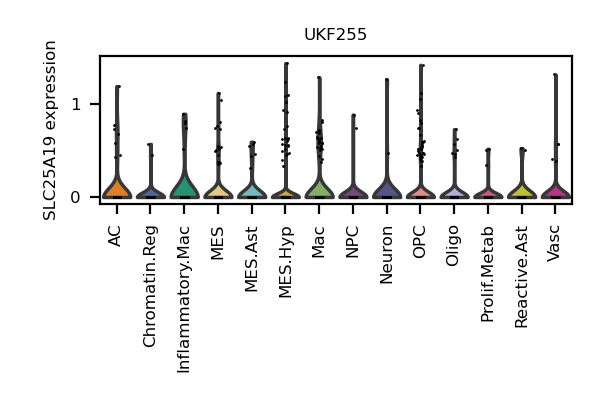 UKF255
SLC25A19 expression
1
0
AC
Chromatin.Reg
Inflammatory.Mac
MES
MES.Ast
MES.Hyp
Mac
NPC
Neuron
OPC
Oligo
Prolif.Metab
Reactive.Ast
Vasc